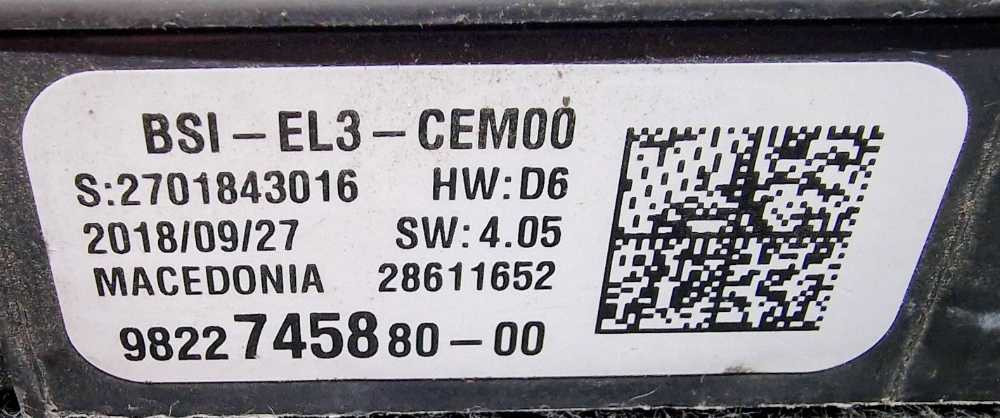 BSI-EL3-CEM00
S:2701843016 HW:D6
2018/09/27 SW:4.05
MACEDONIA 28611652
9822745880-00